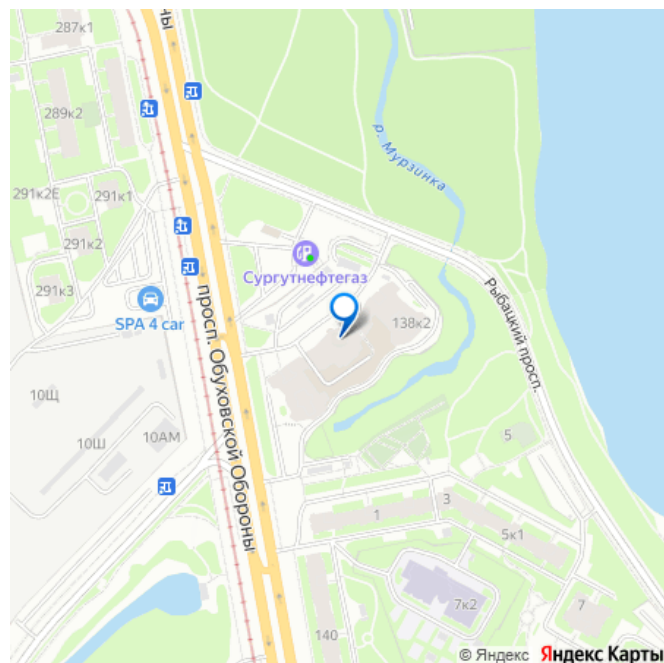 НЫ
287к1
289к2
р. Мурзинка
291к2Е
291к1
291к2
291к3
Сургутнефтегаз
SPA 4 car
просп. Обуховской Обороны
138к2
Рыбацкий просп.
10Щ
10Ш
10АМ
5
3
1
5к1
7к2
7
140
© Яндекс Яндекс Карты